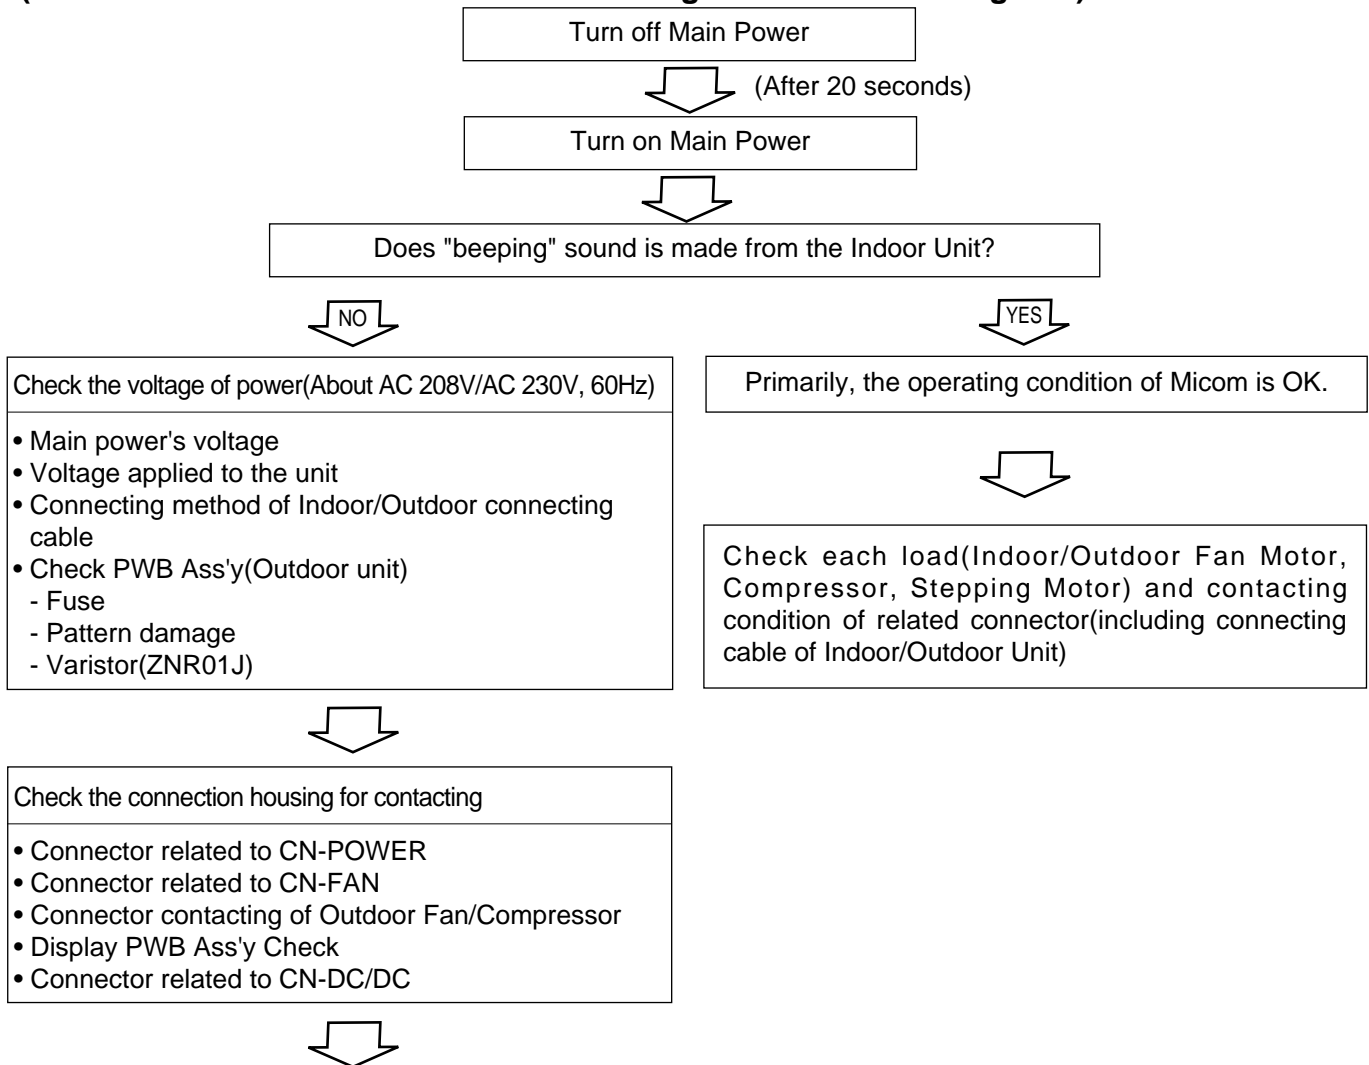 Turn off Main Power
(After 20 seconds)
Turn on Main Power
Does "beeping" sound is made from the Indoor Unit?
NO
YES
Check the voltage of power(About AC 208V/AC 230V, 60Hz)
• Main power's voltage
• Voltage applied to the unit
• Connecting method of Indoor/Outdoor connecting
cable
• Check PWB Ass'y(Outdoor unit)
- Fuse
- Pattern damage
- Varistor(ZNR01J)
Primarily, the operating condition of Micom is OK.
Check each load(Indoor/Outdoor Fan Motor,
Compressor, Stepping Motor) and contacting
condition of related connector(including connecting
cable of Indoor/Outdoor Unit)
Check the connection housing for contacting
• Connector related to CN-POWER
• Connector related to CN-FAN
• Connector contacting of Outdoor Fan/Compressor
• Display PWB Ass'y Check
• Connector related to CN-DC/DC